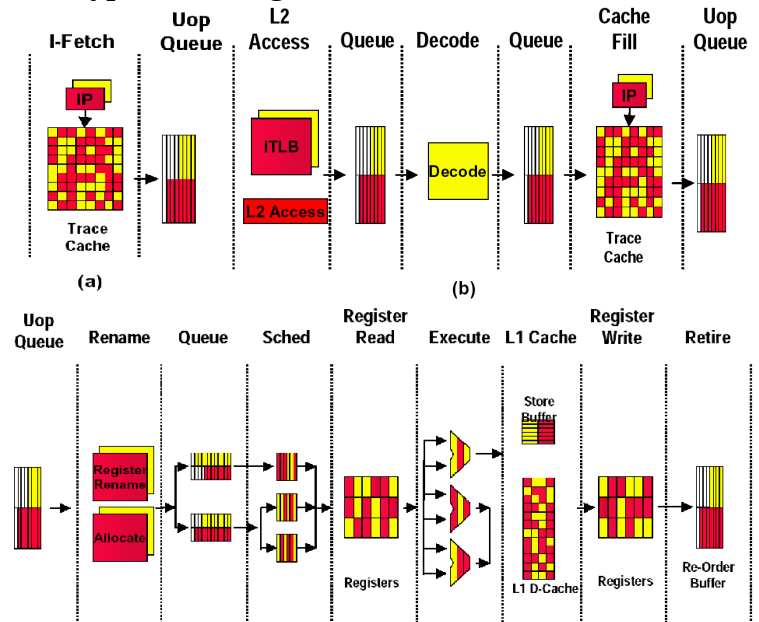 I-Fetch
Uop
Queue
L2
Access
Queue
Decode
Queue
Cache
Fill
Uop
Queue
IP
Trace
Cache
(a)
ITLB
L2 Access
Decode
IP
Trace
Cache
(b)
Uop
Queue
Rename
Queue
Sched
Register
Read
Execute
L1 Cache
Register
Write
Retire
Register
Rename
Allocate
Registers
Store
Buffer
L1 D-Cache
Registers
Re-Order
Buffer